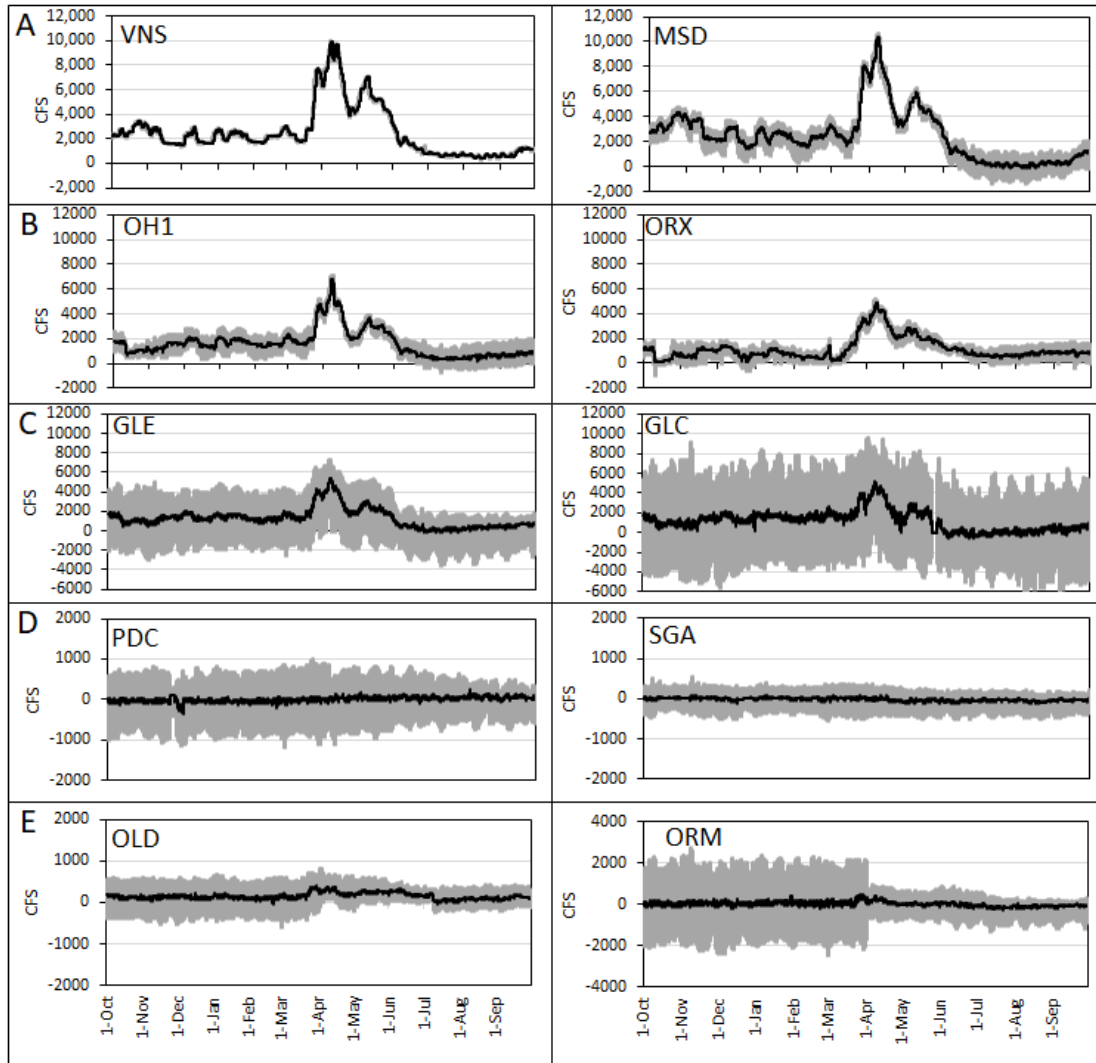 A
VNS
CFS
12,000
10,000
8,000
6,000
4,000
2,000
0
-2,000
MSD
CFS
12,000
10,000
8,000
6,000
4,000
2,000
0
-2,000
B
OH1
CFS
12000
10000
8000
6000
4000
2000
0
-2000
ORX
CFS
12000
10000
8000
6000
4000
2000
0
-2000
C
GLE
CFS
12000
10000
8000
6000
4000
2000
0
-2000
-4000
-6000
GLC
CFS
12000
10000
8000
6000
4000
2000
0
-2000
-4000
-6000
D
PDC
CFS
2000
1000
0
-1000
-2000
SGA
CFS
2000
1000
0
-1000
-2000
E
OLD
CFS
2000
1000
0
-1000
-2000
1-Oct
1-Nov
1-Dec
1-Jan
1-Feb
1-Mar
1-Apr
1-May
1-Jun
1-Jul
1-Aug
1-Sep
ORM
CFS
4000
2000
0
-2000
-4000
1-Oct
1-Nov
1-Dec
1-Jan
1-Feb
1-Mar
1-Apr
1-May
1-Jun
1-Jul
1-Aug
1-Sep